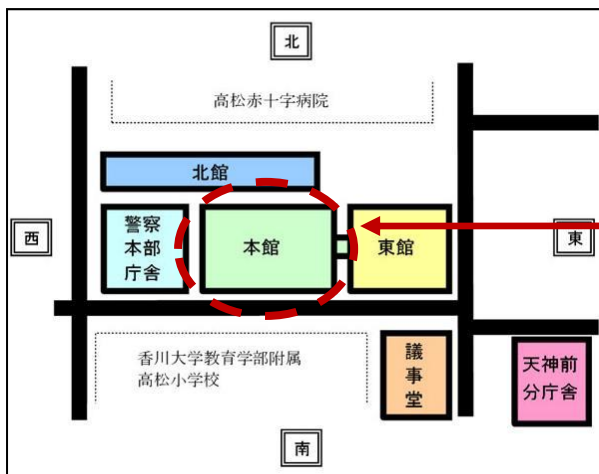 北
高松赤十字病院
北館
西
警察
本部
庁舎
本館
東館
東
香川大学教育学部附属
高松小学校
議
事
堂
天神前
分庁舎
南